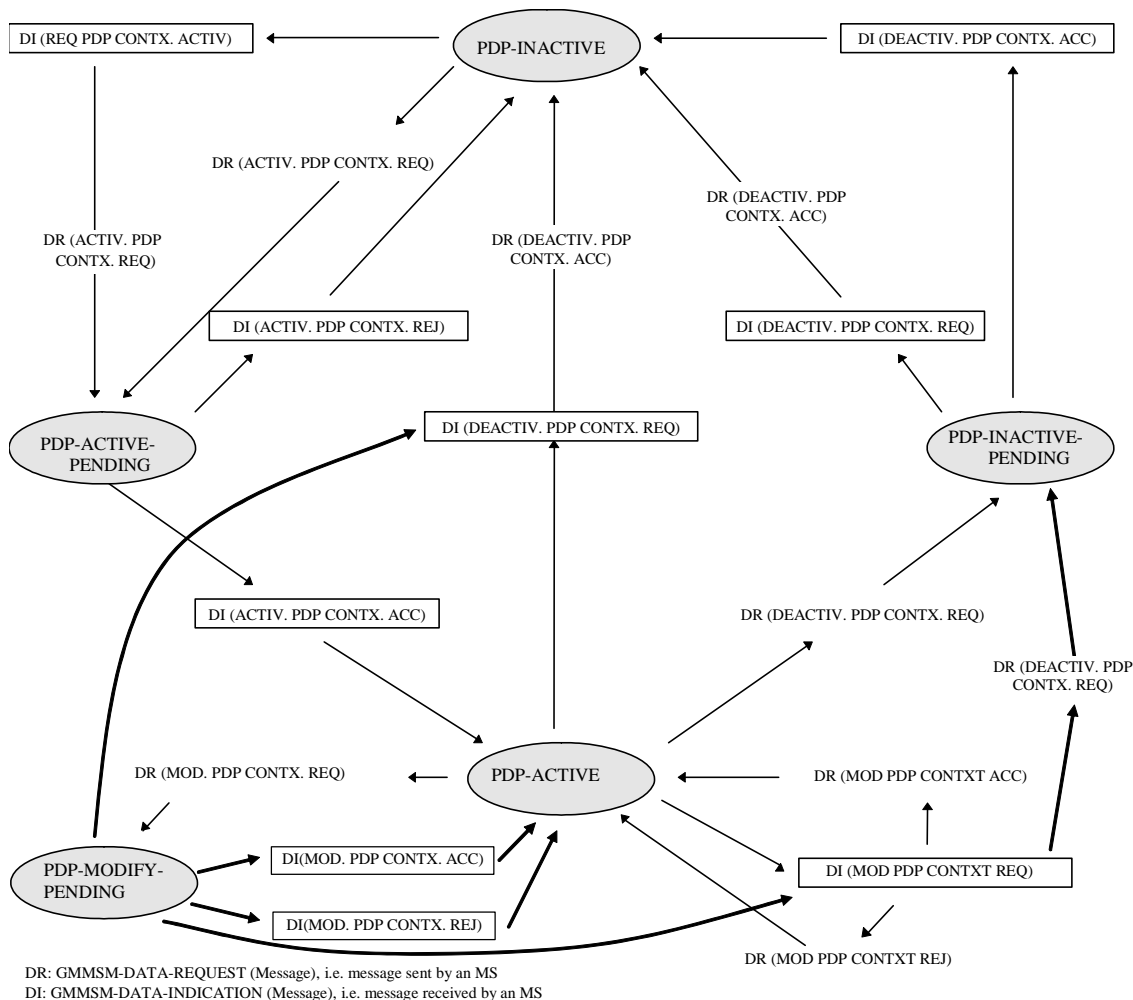 DI (REQ PDP CONTX. ACTIV)
PDP-INACTIVE
DI (DEACTIV. PDP CONTX. ACC)
DR (ACTIV. PDP CONTX. REQ)
DR (DEACTIV. PDP
CONTX. ACC)
DR (ACTIV. PDP
CONTX. REQ)
DR (DEACTIV. PDP
CONTX. ACC)
DI (ACTIV. PDP CONTX. REJ)
DI (DEACTIV. PDP CONTX. REQ)
PDP-ACTIVE-
PENDING
DI (DEACTIV. PDP CONTX. REQ)
PDP-INACTIVE-
PENDING
DI (ACTIV. PDP CONTX. ACC)
DR (DEACTIV. PDP CONTX. REQ)
DR (DEACTIV. PDP
CONTX. REQ)
DR (MOD. PDP CONTX. REQ)
PDP-ACTIVE
DR (MOD PDP CONTXT ACC)
PDP-MODIFY-
PENDING
DI(MOD. PDP CONTX. ACC)
DI (MOD PDP CONTXT REQ)
DI(MOD. PDP CONTX. REJ)
DR (MOD PDP CONTXT REJ)
DR: GMMSM-DATA-REQUEST (Message), i.e. message sent by an MS
DI: GMMSM-DATA-INDICATION (Message), i.e. message received by an MS